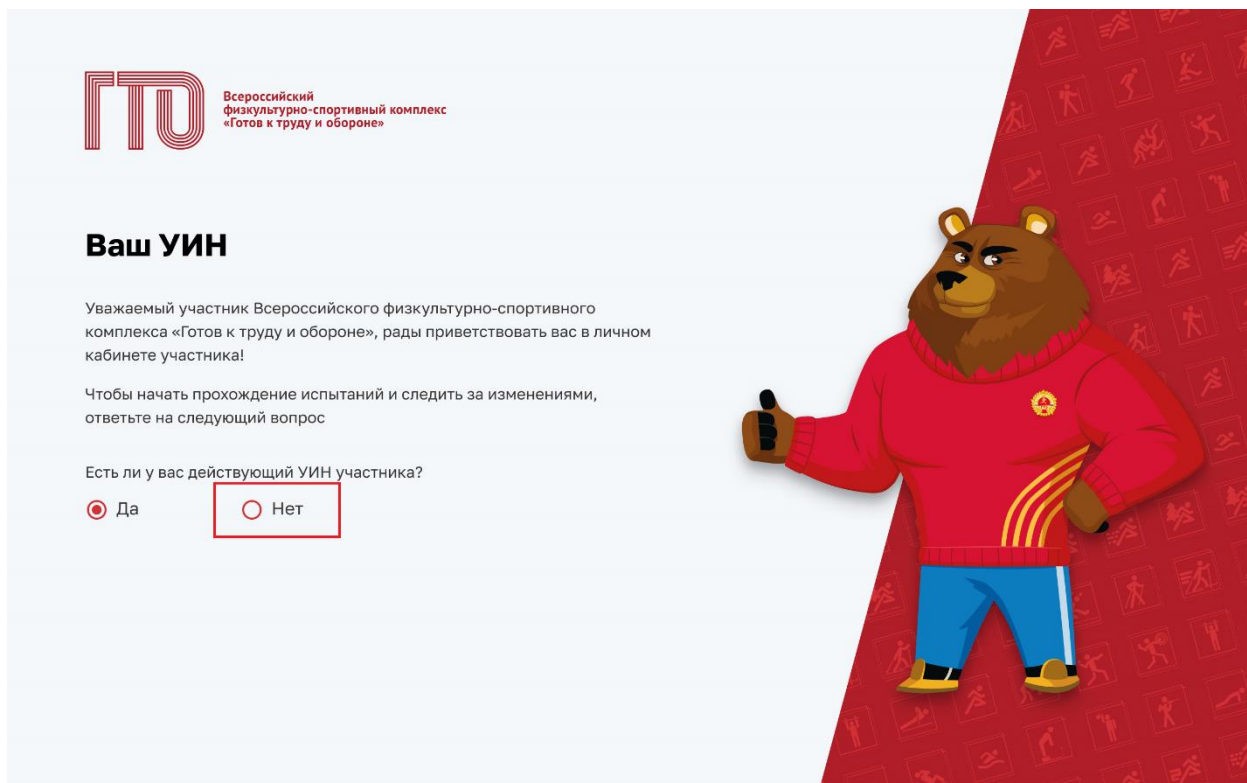 ГТО
Всероссийский
физкультурно-спортивный комплекс
«Готов к труду и обороне»
Ваш УИН
Уважаемый участник Всероссийского физкультурно-спортивного
комплекса «Готов к труду и обороне», рады приветствовать вас в личном
кабинете участника!
Чтобы начать прохождение испытаний и следить за изменениями,
ответьте на следующий вопрос
Есть ли у вас действующий УИН участника?
Да Нет